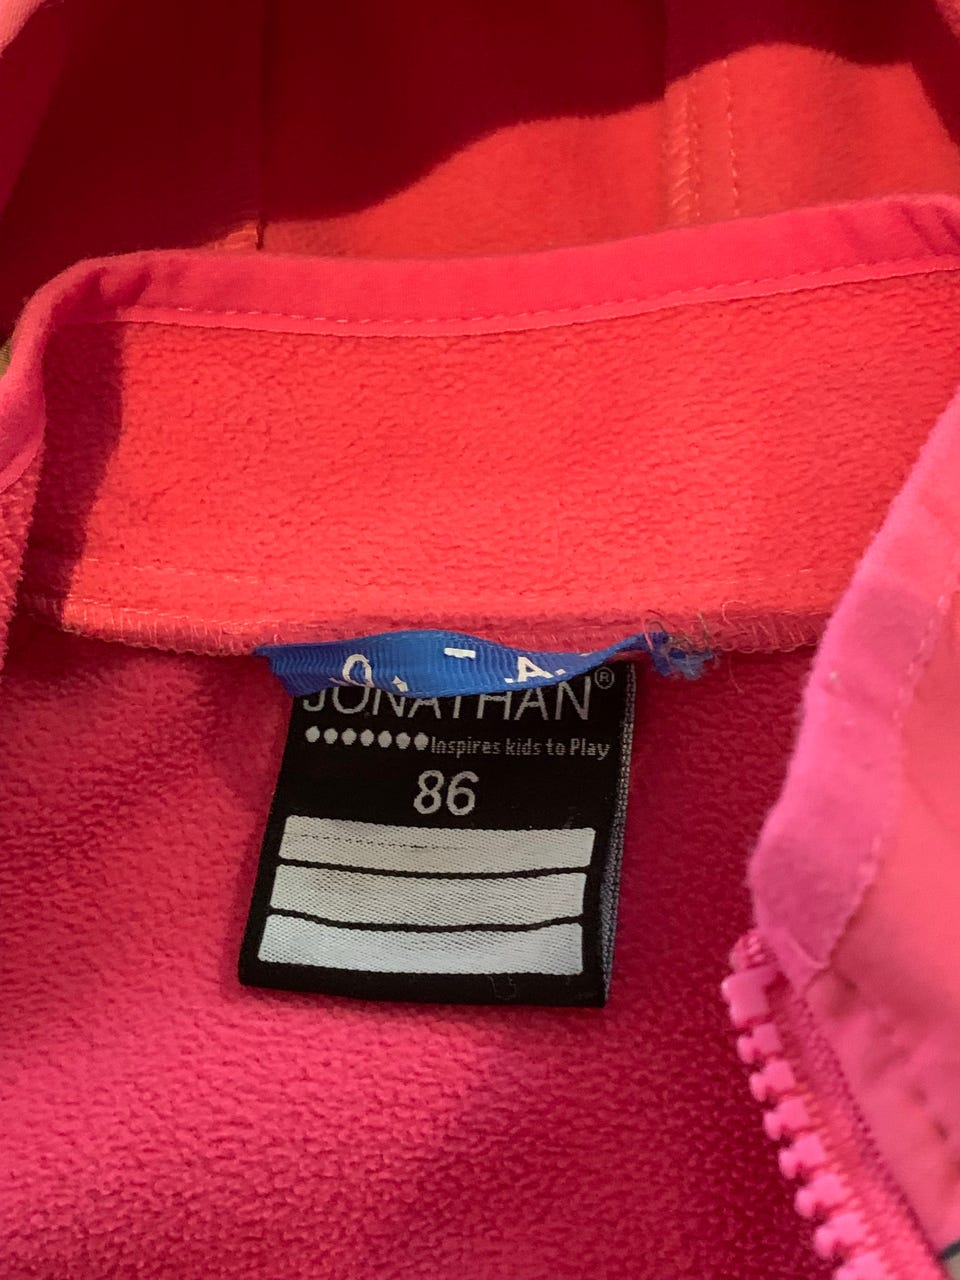 JONATHAN®
Inspires kids to Play
86